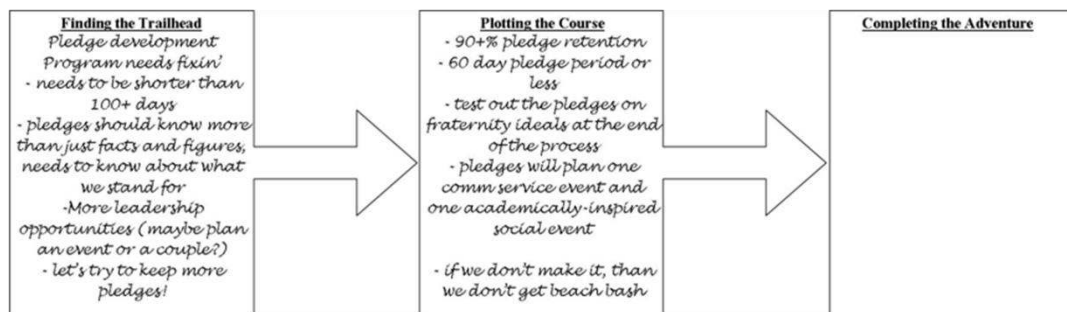 Finding the Trailhead
Pledge development
Program needs fixin'
- needs to be shorter than
100+ days
- pledges should know more
than just facts and figures,
needs to know about what
we stand for
-More leadership
opportunities (maybe plan
an event or a couple?)
- let's try to keep more
pledges!
Plotting the Course
- 90+% pledge retention
- 60 day pledge period or
less
- test out the pledges on
fraternity ideals at the end
of the process
- pledges will plan one
comm service event and
one academically-inspired
social event
- if we don't make it, than
we don't get beach bash
Completing the Adventure